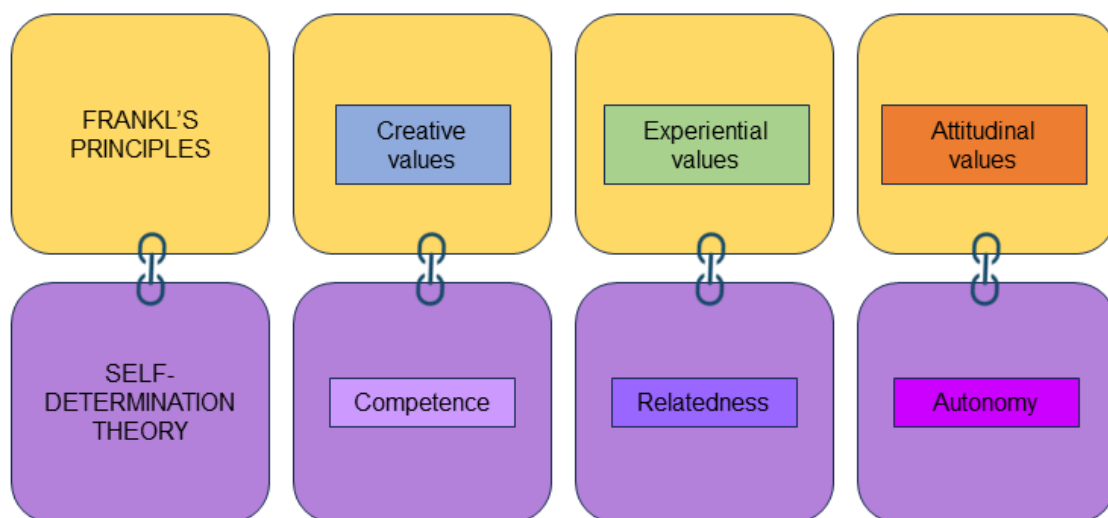 FRANKL'S
PRINCIPLES
Creative
values
Experiential
values
Attitudinal
values
SELF-
DETERMINATION
THEORY
Competence
Relatedness
Autonomy